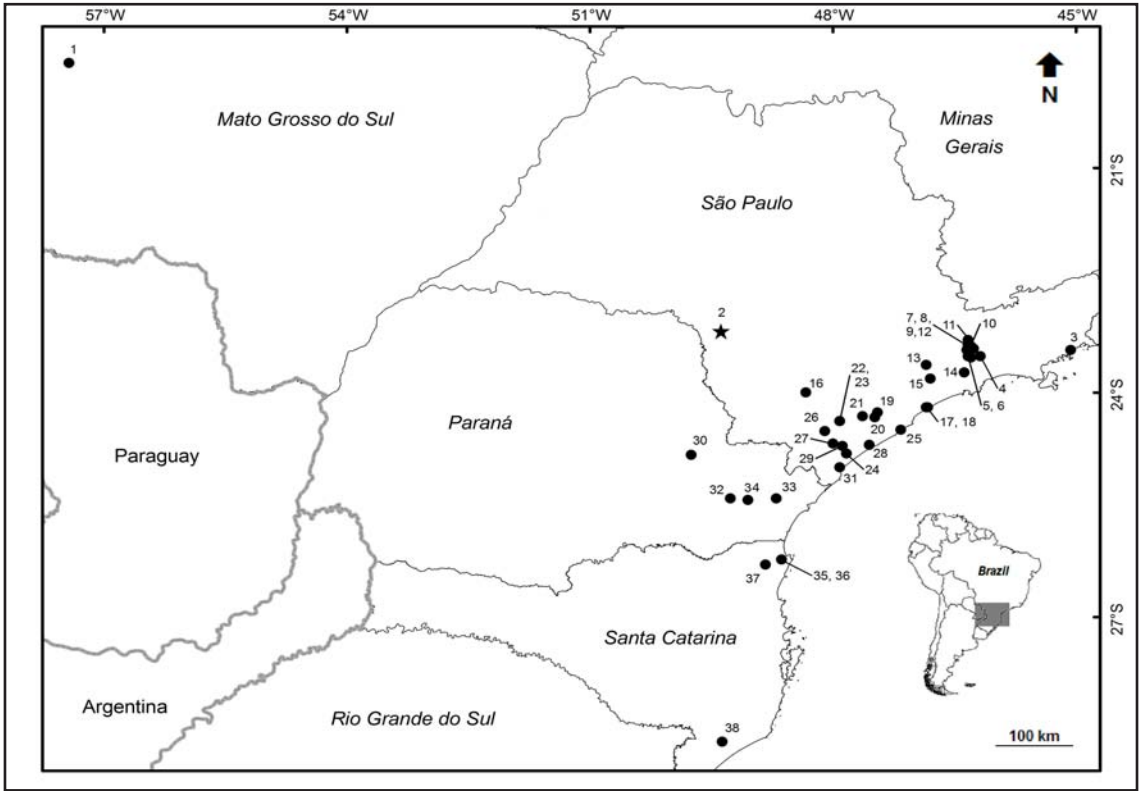 57°W 54°W 51°W 48°W 45°W
1
Mato Grosso do Sul
N
Minas
Gerais
21°S
São Paulo
2
7, 8,
9,12
11
10
3
13
14
4
15
5, 6
16
22,
23
24°S
21
19
17, 18
Paraná
26
20
25
30
27
28
Paraguay
29
24
31
32
34
33
37
35, 36
Brazil
27°S
Santa Catarina
Argentina
Rio Grande do Sul
38
100 km